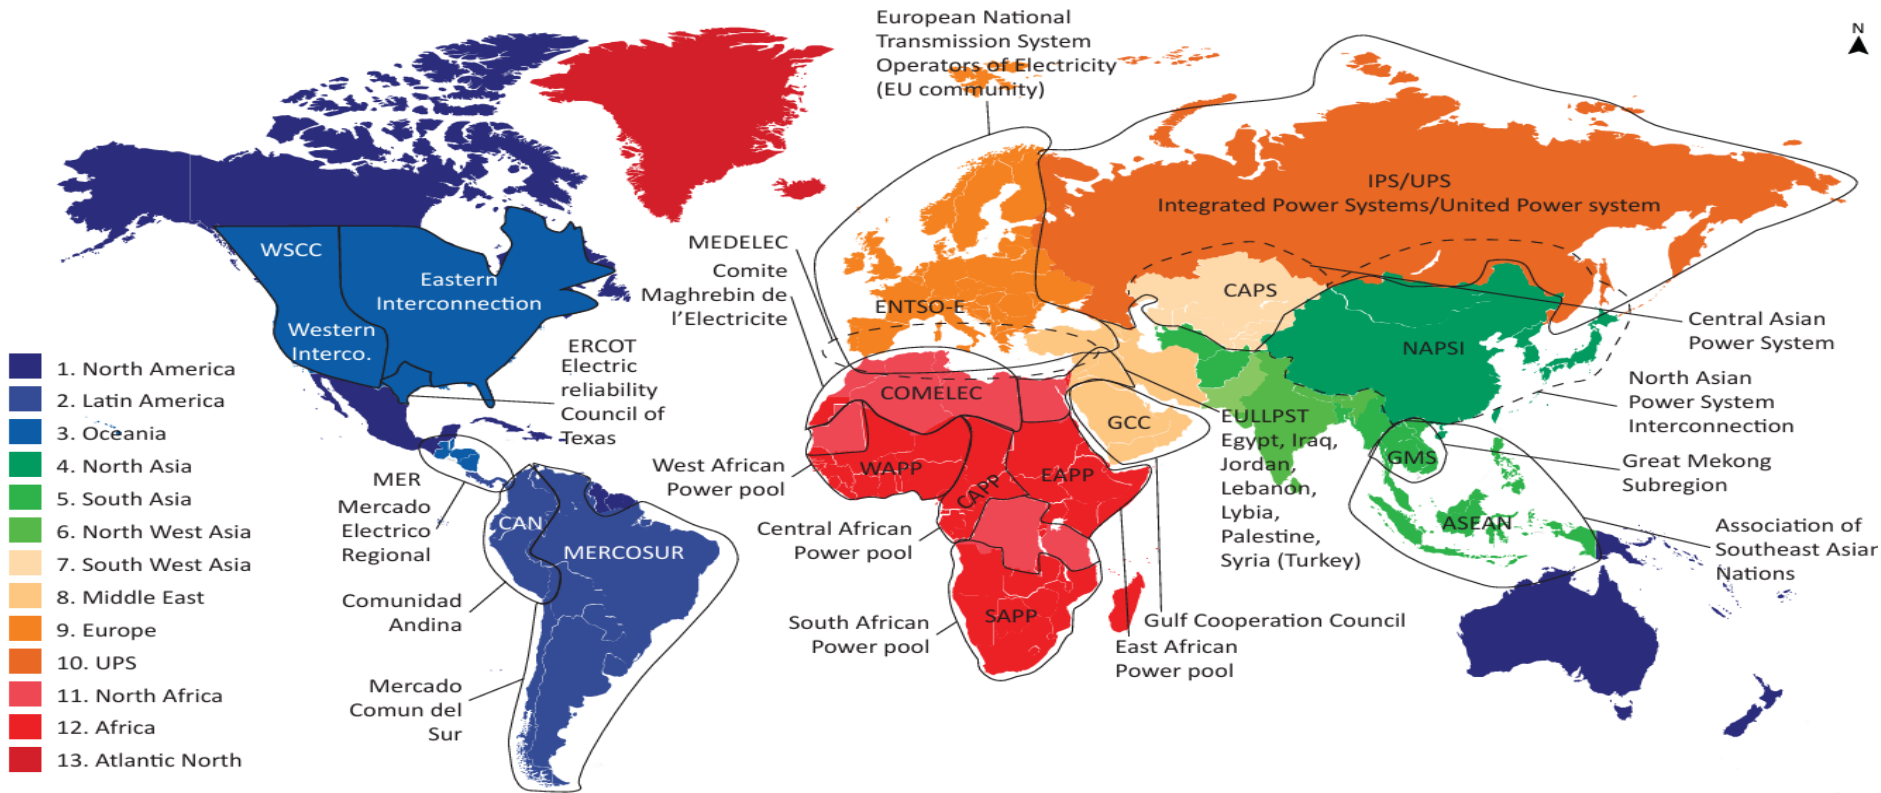 European National
Transmission System
Operators of Electricity
(EU community)
N
IPS/UPS
Integrated Power Systems/United Power system
WSCC
Eastern
Interconnection
Western
Interco.
MEDELEC
Comite
Maghrebin de
l'Electricite
ENTSO-E
CAPS
NAPSI
Central Asian
Power System
North Asian
Power System
Interconnection
Great Mekong
Subregion
Association of
Southeast Asian
Nations
ERCOT
Electric
reliability
Council of
Texas
COMELEC
GCC
EULLPST
Egypt, Iraq,
Jordan,
Lebanon,
Lybia,
Palestine,
Syria (Turkey)
GMS
ASEAN
West African
Power pool
WAPP
CAPP
EAPP
Central African
Power pool
SAPP
South African
Power pool
Gulf Cooperation Council
East African
Power pool
MER
Mercado
Electrico
Regional
CAN
MERCOSUR
Comunidad
Andina
Mercado
Comun del
Sur
1. North America
2. Latin America
3. Oceania
4. North Asia
5. South Asia
6. North West Asia
7. South West Asia
8. Middle East
9. Europe
10. UPS
11. North Africa
12. Africa
13. Atlantic North